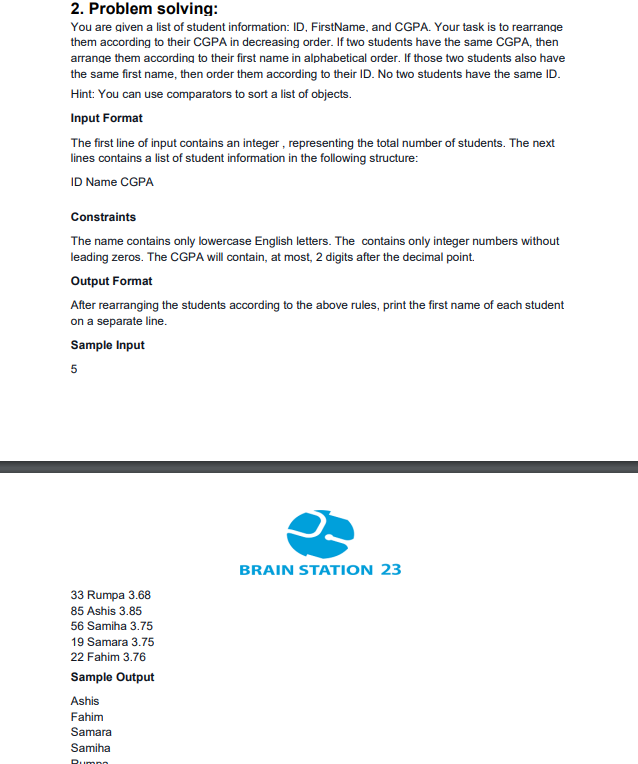 2. Problem solving:
You are given a list of student information: ID, FirstName, and CGPA. Your task is to rearrange
them according to their CGPA in decreasing order. If two students have the same CGPA, then
arrange them according to their first name in alphabetical order. If those two students also have
the same first name, then order them according to their ID. No two students have the same ID.
Hint: You can use comparators to sort a list of objects.
Input Format
The first line of input contains an integer , representing the total number of students. The next
lines contains a list of student information in the following structure:
ID Name CGPA
Constraints
The name contains only lowercase English letters. The  contains only integer numbers without
leading zeros. The CGPA will contain, at most, 2 digits after the decimal point.
Output Format
After rearranging the students according to the above rules, print the first name of each student
on a separate line.
Sample Input
5
BRAIN STATION 23
33 Rumpa 3.68
85 Ashis 3.85
56 Samiha 3.75
19 Samara 3.75
22 Fahim 3.76
Sample Output
Ashis
Fahim
Samara
Samiha
Rumpa